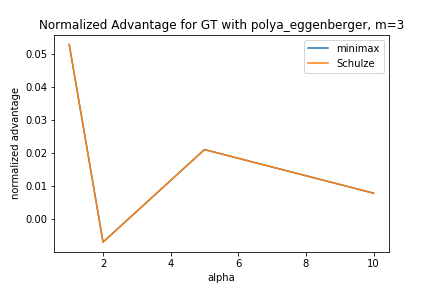 Normalized Advantage for GT with polya_eggenberger, m=3
minimax
Schulze
normalized advantage
0.05
0.04
0.03
0.02
0.01
0.00
2 4 6 8 10
alpha